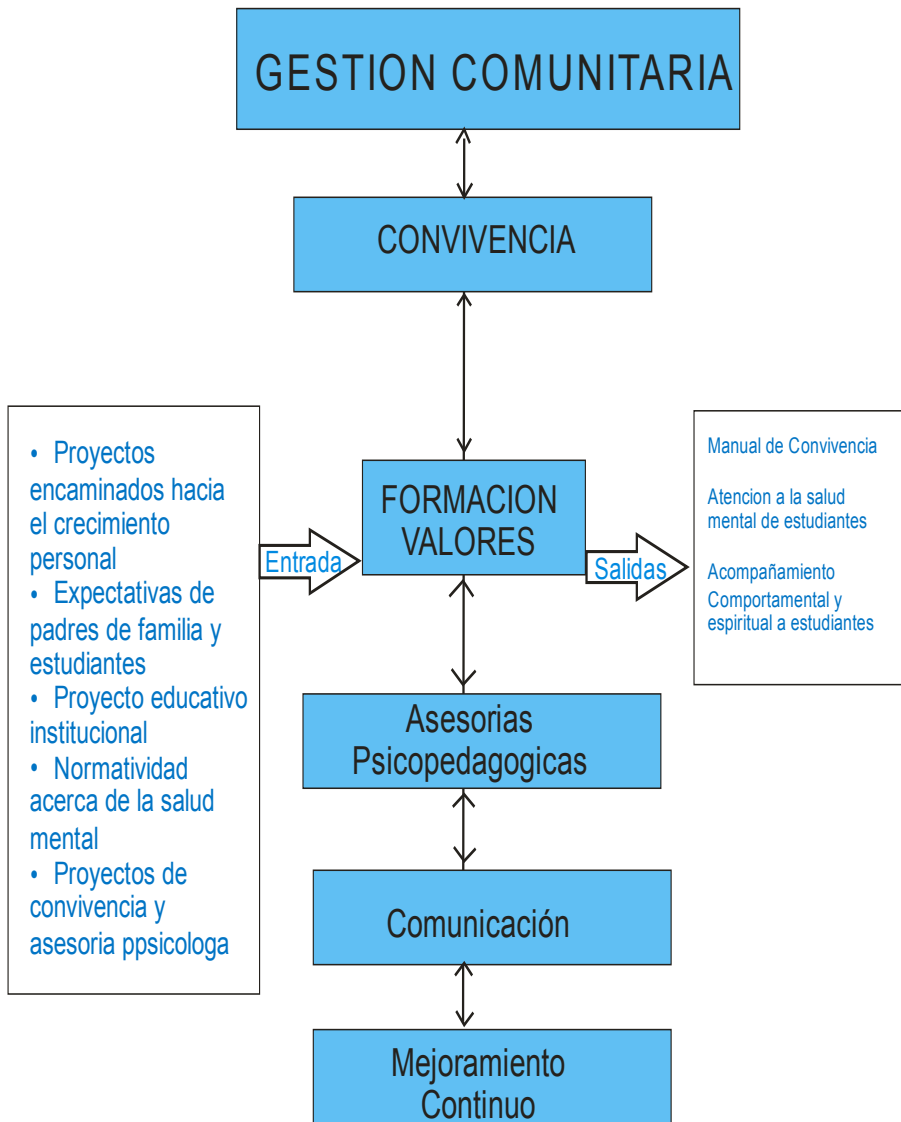 GESTION COMUNITARIA
CONVIVENCIA
• Proyectos
encaminados hacia
el crecimiento
personal
• Expectativas de
padres de familia y
estudiantes
• Proyecto educativo
institucional
• Normatividad
acerca de la salud
mental
• Proyectos de
convivencia y
asesoria ppsicologa
Entrada
FORMACION
VALORES
Salidas
Manual de Convivencia
Atencion a la salud
mental de estudiantes
Acompañamiento
Comportamental y
espiritual a estudiantes
Asesorias
Psicopedagogicas
Comunicación
Mejoramiento
Continuo